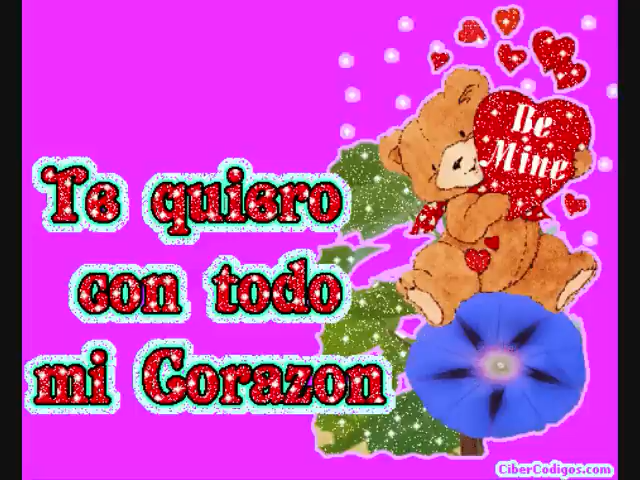 Te quiero
con todo
mi Corazon
Be
Mine
CiberCodigos.com